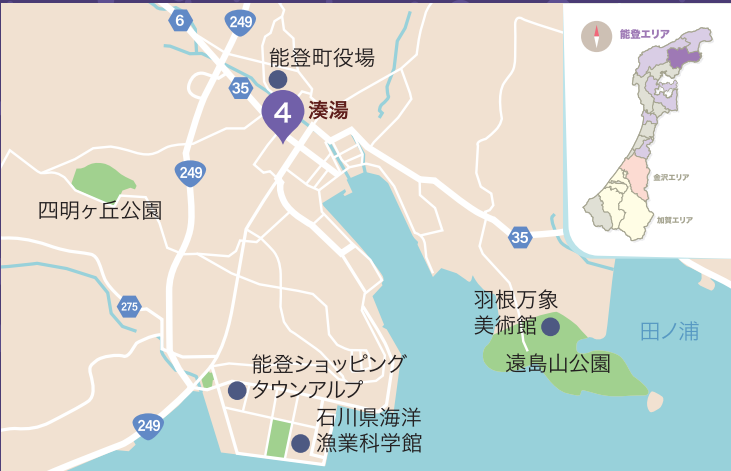 6
249
能登町役場
35
4
湊湯
249
四明ヶ丘公園
35
275
羽根万象
美術館
田ノ浦
遠島山公園
能登ショッピング
タウンアルプ
石川県海洋
漁業科学館
249
能登エリア
金沢エリア
加賀エリア